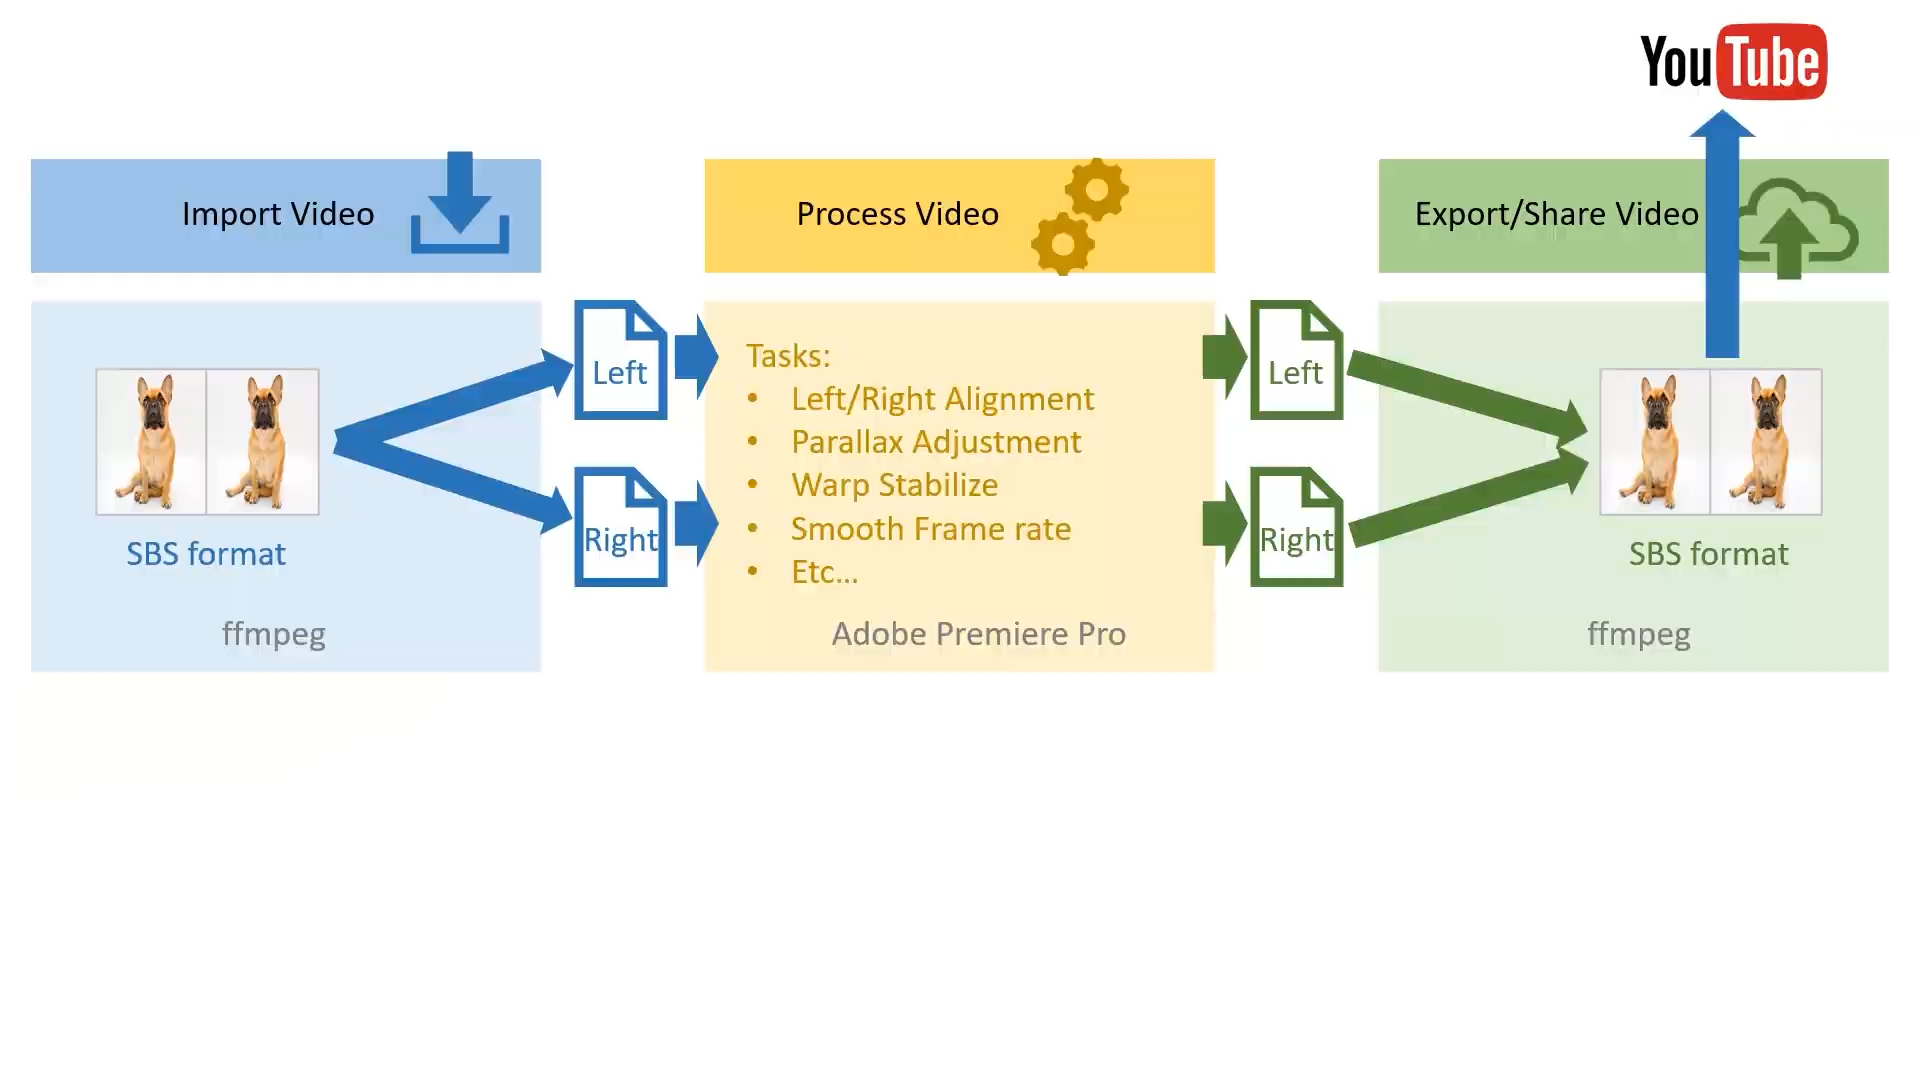 YouTube
Import Video
Process Video
Export/Share Video
Left
Right
SBS format
ffmpeg
Tasks:
• Left/Right Alignment
• Parallax Adjustment
• Warp Stabilize
• Smooth Frame rate
• Etc...
Adobe Premiere Pro
Left
Right
SBS format
ffmpeg